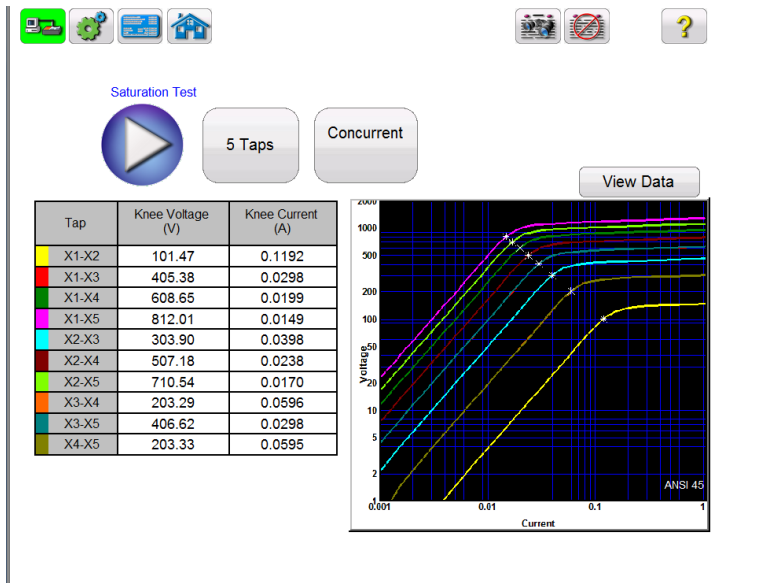 Saturation Test
5 Taps
Concurrent
View Data
Tap Knee Voltage (V) Knee Current (A)
X1-X2 101.47 0.1192
X1-X3 405.38 0.0298
X1-X4 608.65 0.0199
X1-X5 812.01 0.0149
X2-X3 303.90 0.0398
X2-X4 507.18 0.0238
X2-X5 710.54 0.0170
X3-X4 203.29 0.0596
X3-X5 406.62 0.0298
X4-X5 203.33 0.0595
2000
1000
500
200
100
50
20
10
5
2
1
Voltage
ANSI 45
0.001 0.01 0.1 1
Current